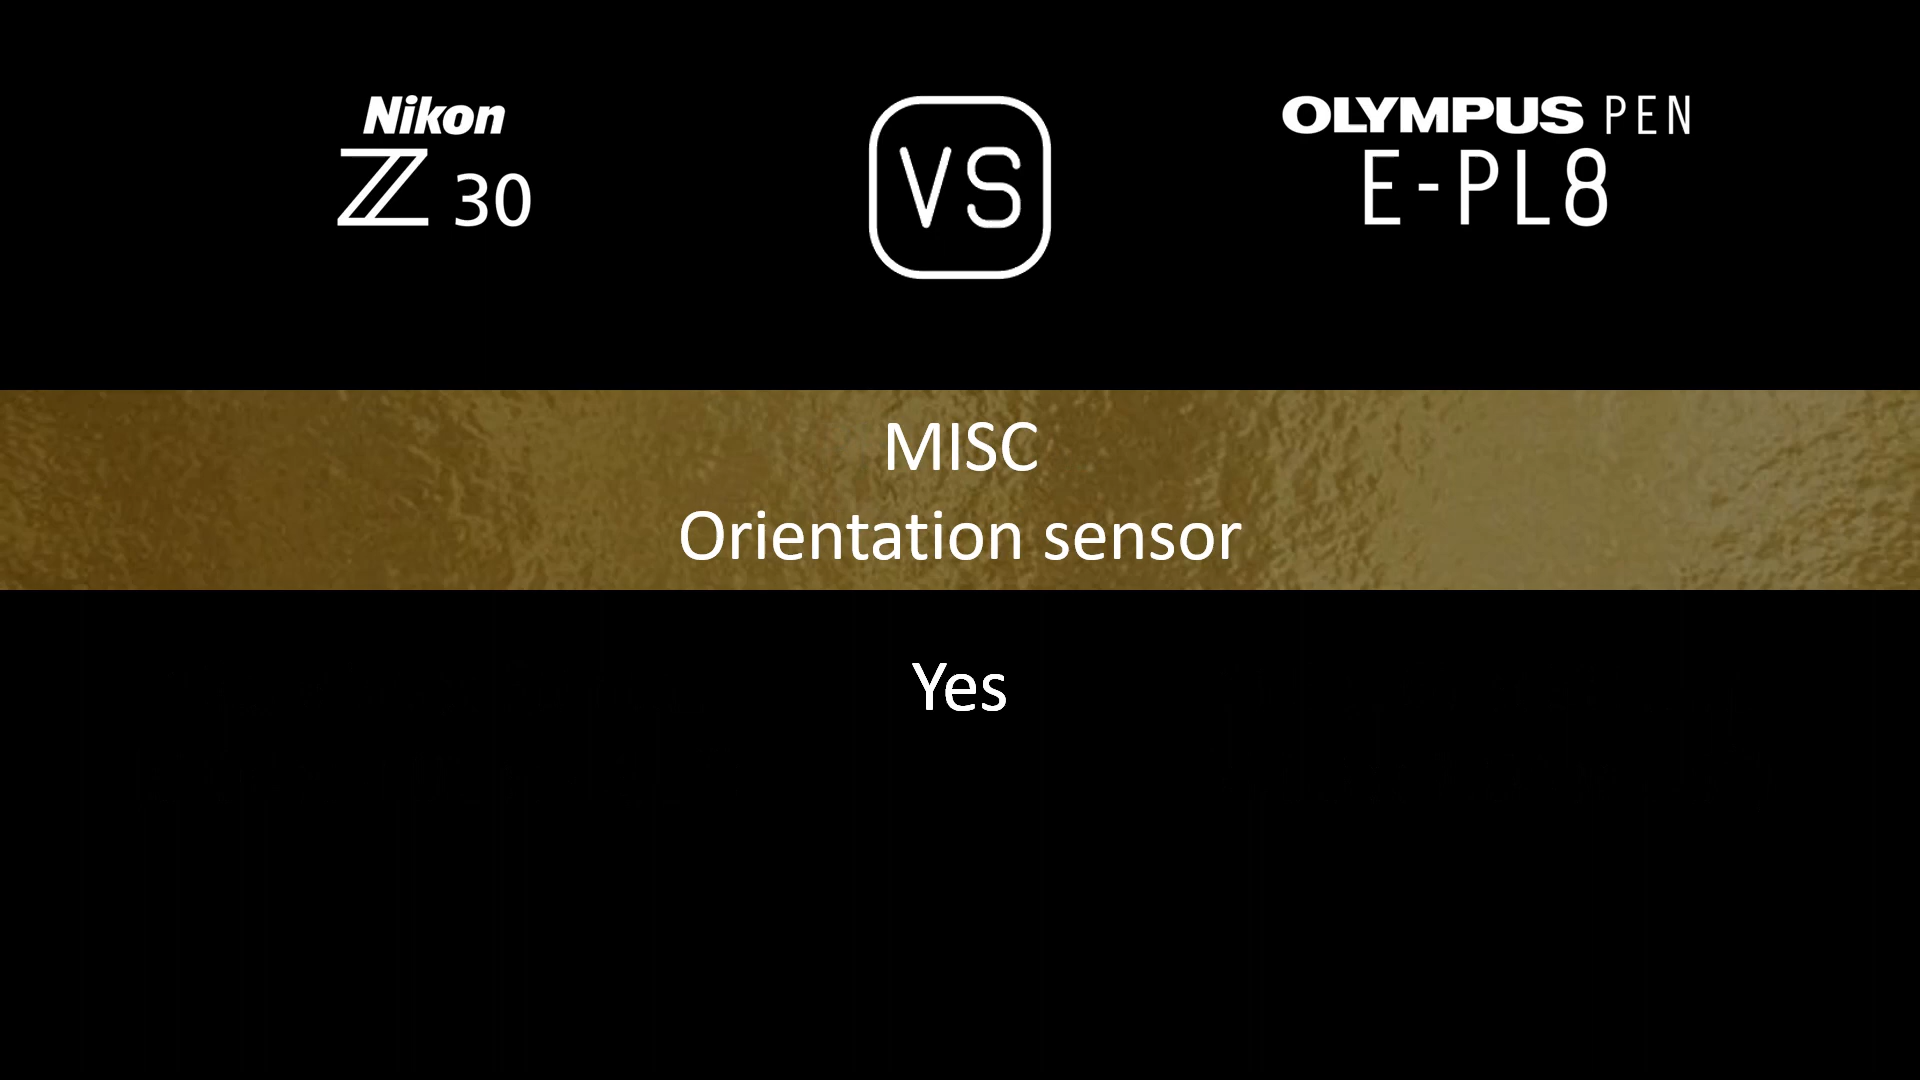 Nikon
Z 30
VS
OLYMPUS PEN
E-PL8
MISC
Orientation sensor
Yes